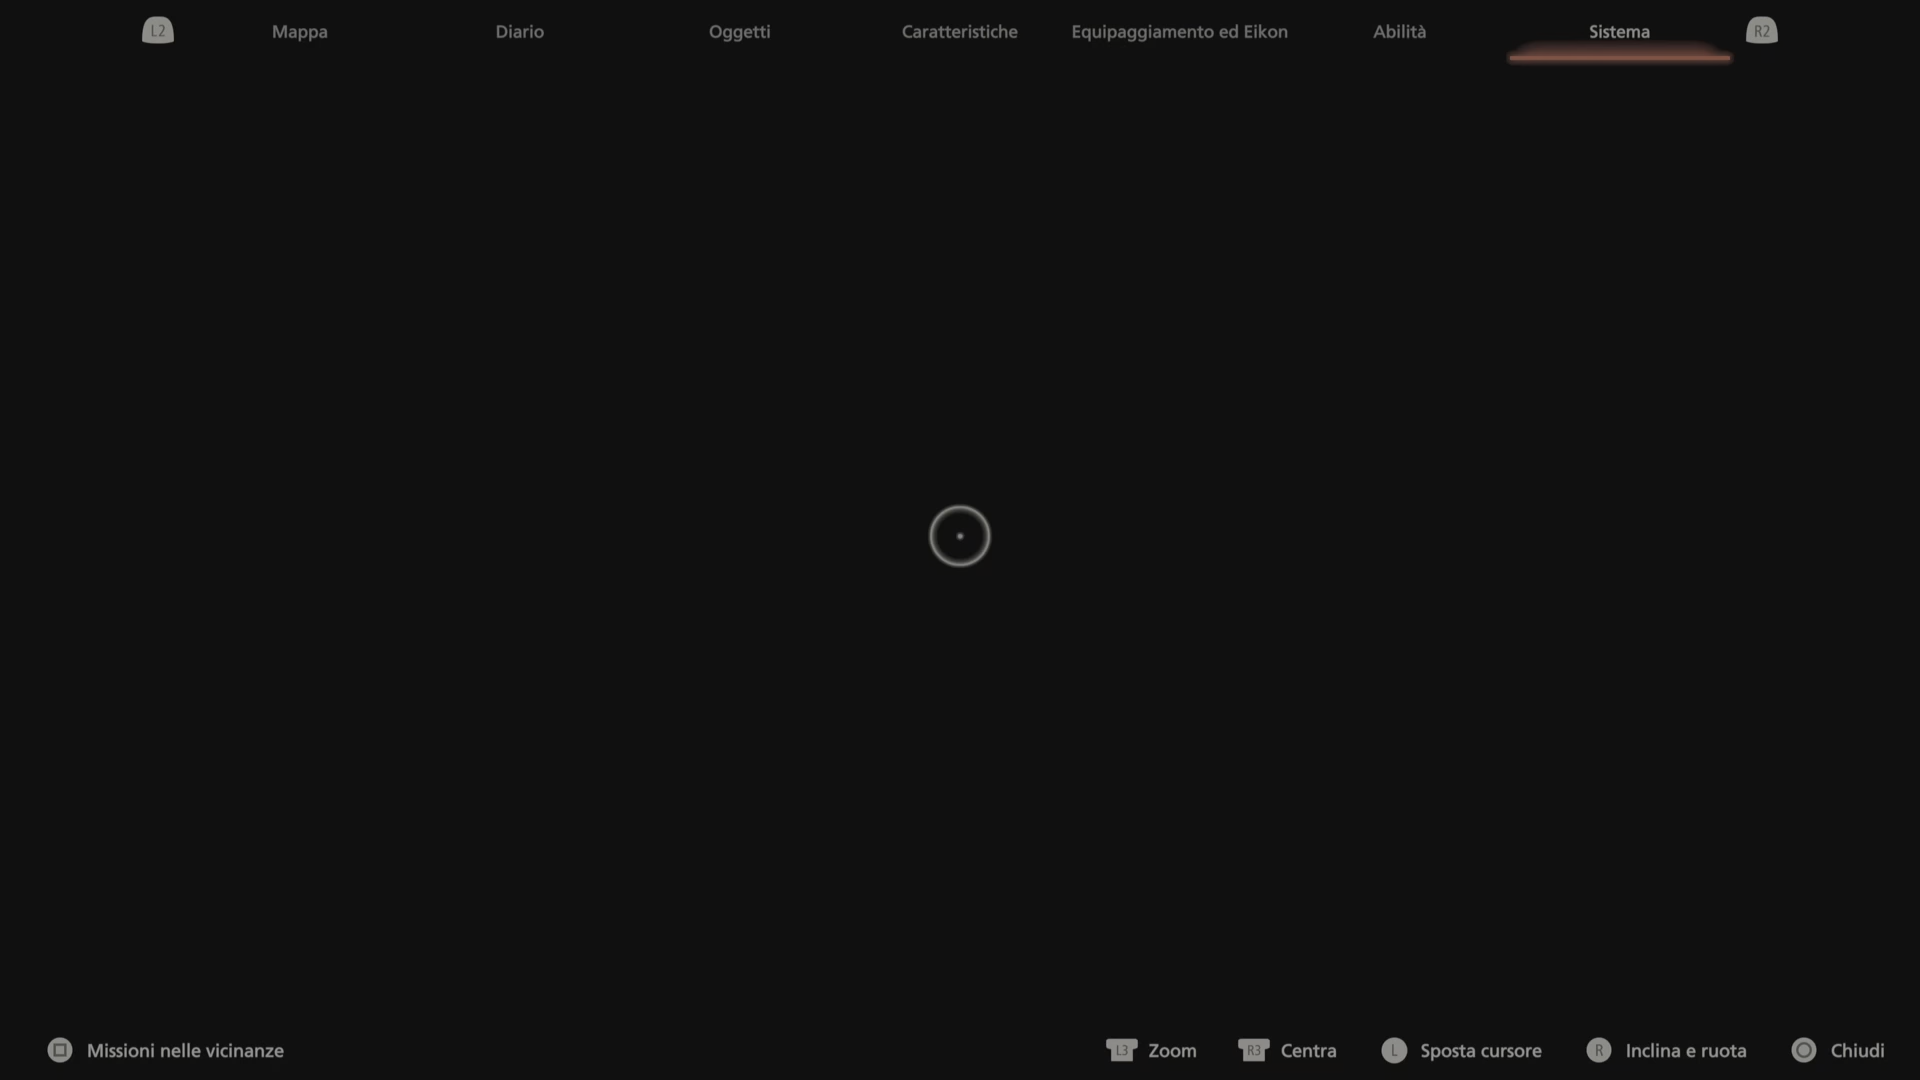 L2 Mappa Diario Oggetti Caratteristiche Equipaggiamento ed Eikon Abilità Sistema R2
Missioni nelle vicinanze L3 Zoom R3 Centra L Sposta cursore R Inclina e ruota Chiudi